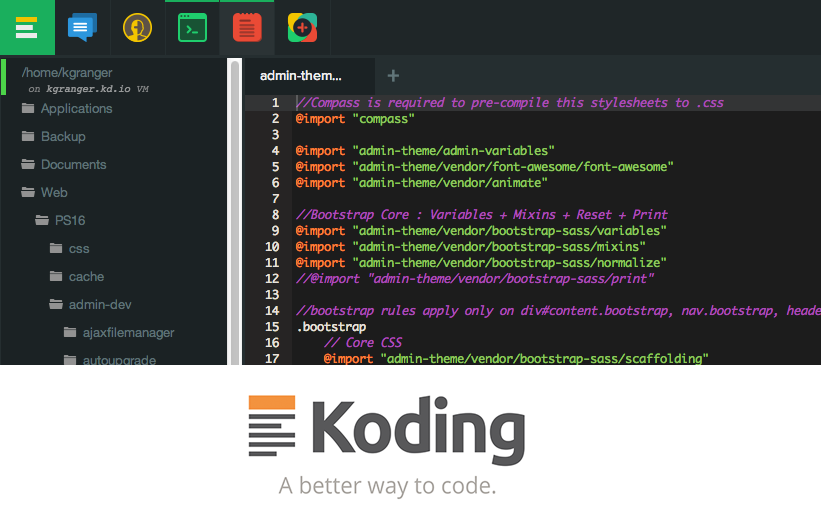 /home/kgranger
on kgranger.kd.io VM
Applications
Backup
Documents
Web
PS16
css
cache
admin-dev
ajaxfilemanager
autoupgrade
admin-them...
1 //Compass is required to pre-compile this stylesheets to .css
2 @import "compass"
3
4 @import "admin-theme/admin-variables"
5 @import "admin-theme/vendor/font-awesome/font-awesome"
6 @import "admin-theme/vendor/animate"
7
8 //Bootstrap Core : Variables + Mixins + Reset + Print
9 @import "admin-theme/vendor/bootstrap-sass/variables"
10 @import "admin-theme/vendor/bootstrap-sass/mixins"
11 @import "admin-theme/vendor/bootstrap-sass/normalize"
12 //@import "admin-theme/vendor/bootstrap-sass/print"
13
14 //bootstrap rules apply only on div#content.bootstrap, nav.bootstrap, heade
15 .bootstrap
16 // Core CSS
17 @import "admin-theme/vendor/bootstrap-sass/scaffolding"
Koding
A better way to code.